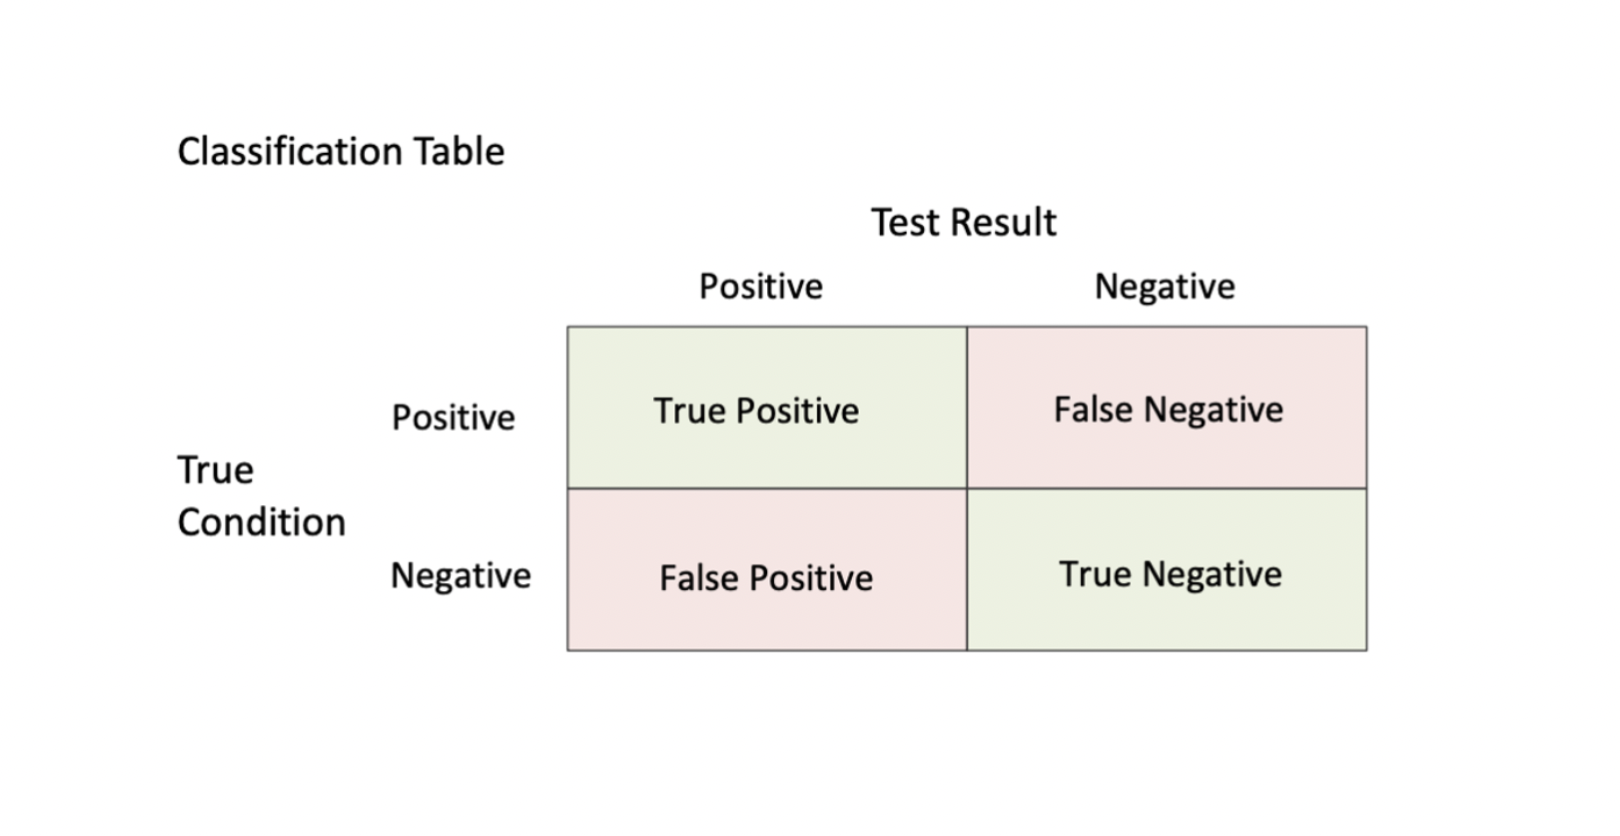 Classification Table
Test Result
Positive Negative
Positive True Positive False Negative
True
Condition
Negative False Positive True Negative